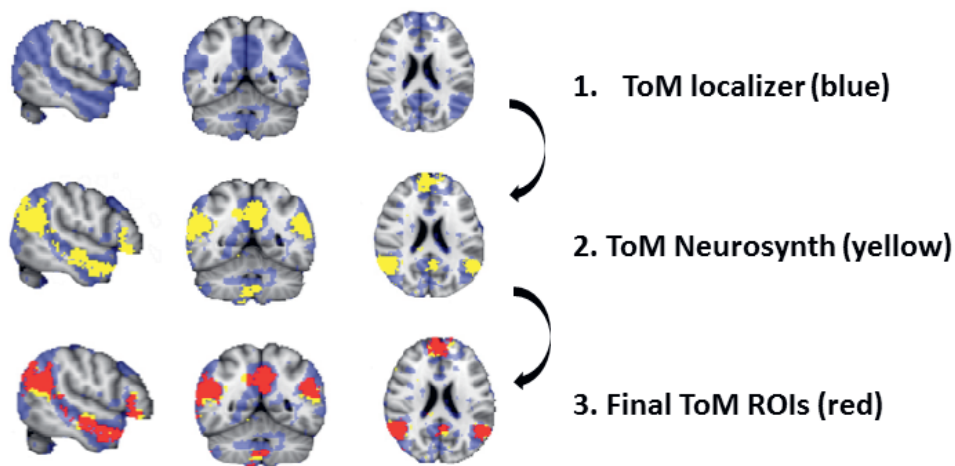 1. ToM localizer (blue)
2. ToM Neurosynth (yellow)
3. Final ToM ROIs (red)